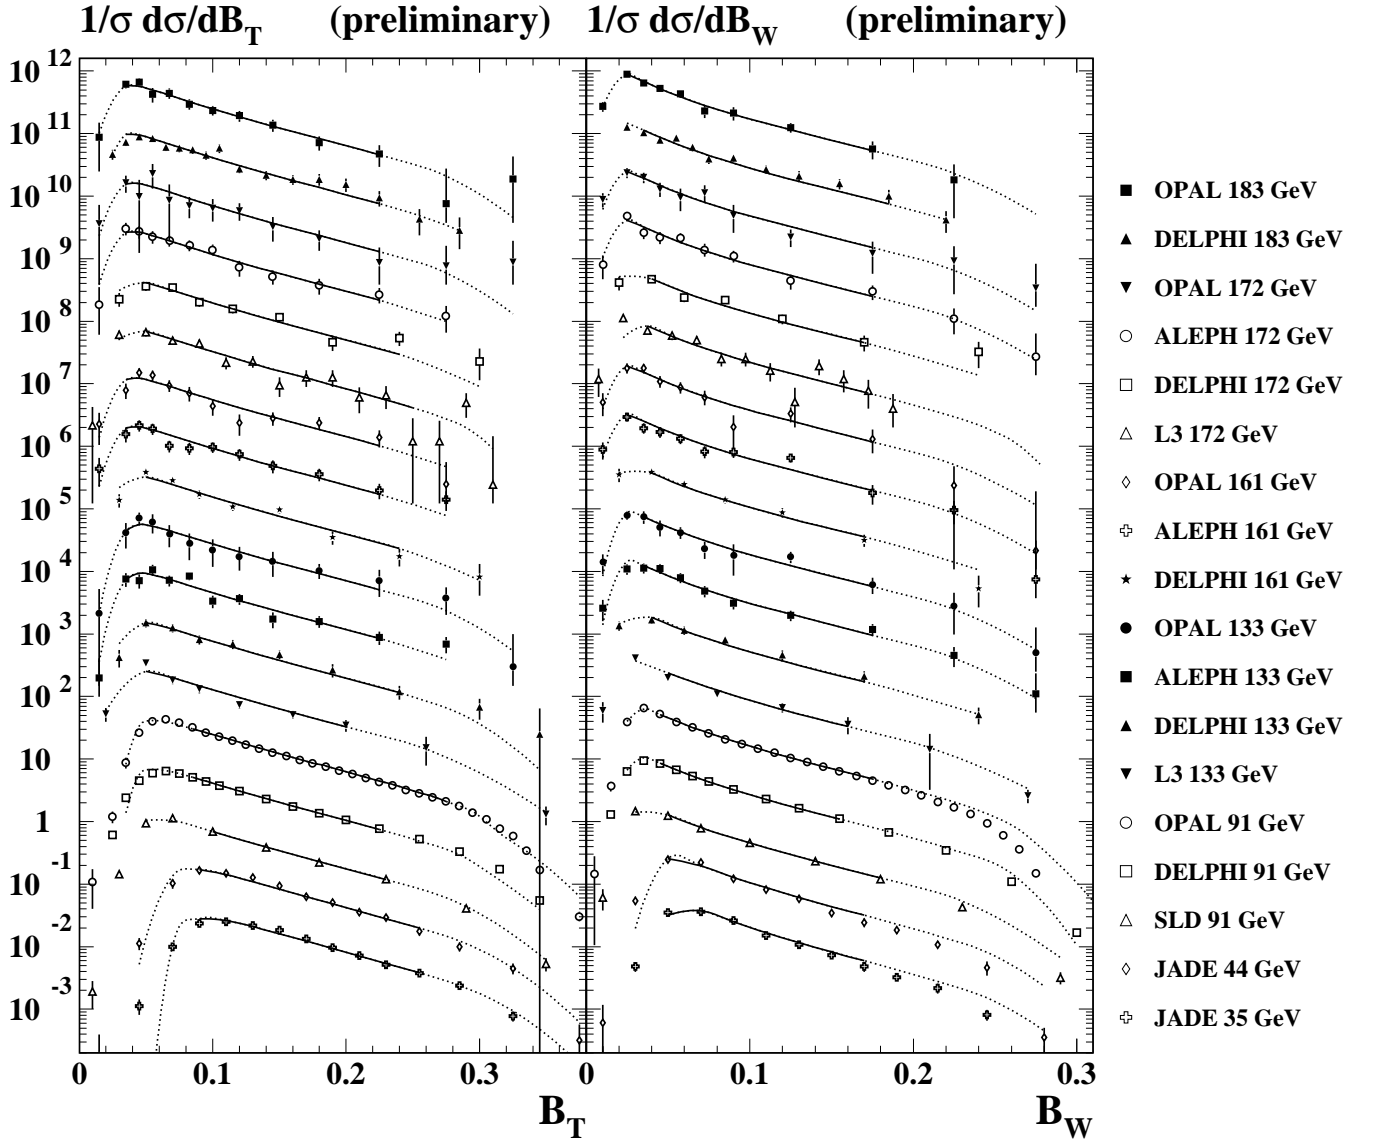 1/σ dσ/dB_T (preliminary) 1/σ dσ/dB_W (preliminary)
10^12
10^11
10^10
10^9
10^8
10^7
10^6
10^5
10^4
10^3
10^2
10
1
10^-1
10^-2
10^-3
0 0.1 0.2 0.3 0 0.1 0.2 0.3
B_T B_W
OPAL 183 GeV
DELPHI 183 GeV
OPAL 172 GeV
ALEPH 172 GeV
DELPHI 172 GeV
L3 172 GeV
OPAL 161 GeV
ALEPH 161 GeV
DELPHI 161 GeV
OPAL 133 GeV
ALEPH 133 GeV
DELPHI 133 GeV
L3 133 GeV
OPAL 91 GeV
DELPHI 91 GeV
SLD 91 GeV
JADE 44 GeV
JADE 35 GeV